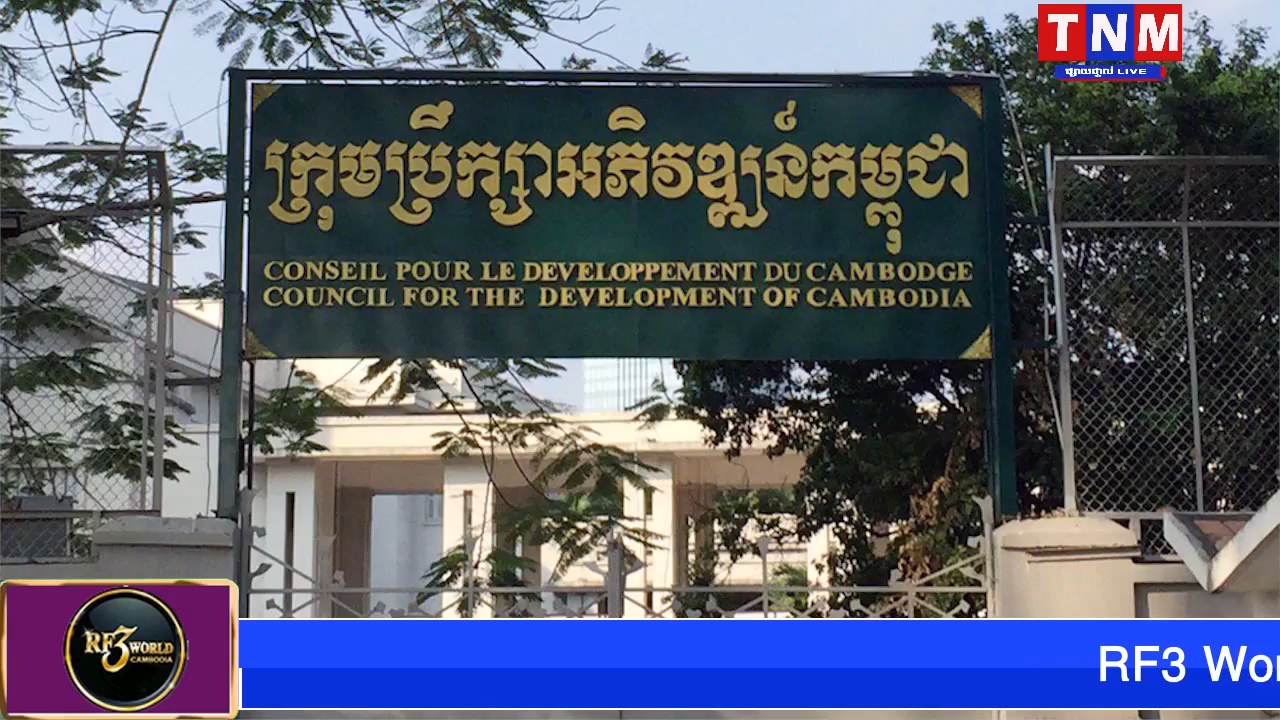 TNM
ផ្សាយផ្ទាល់ LIVE
ក្រុមប្រឹក្សាអភិវឌ្ឍន៍កម្ពុជា
CONSEIL POUR LE DEVELOPPEMENT DU CAMBODGE
COUNCIL FOR THE DEVELOPMENT OF CAMBODIA
RF3 WORLD
CAMBODIA
RF3 Wor